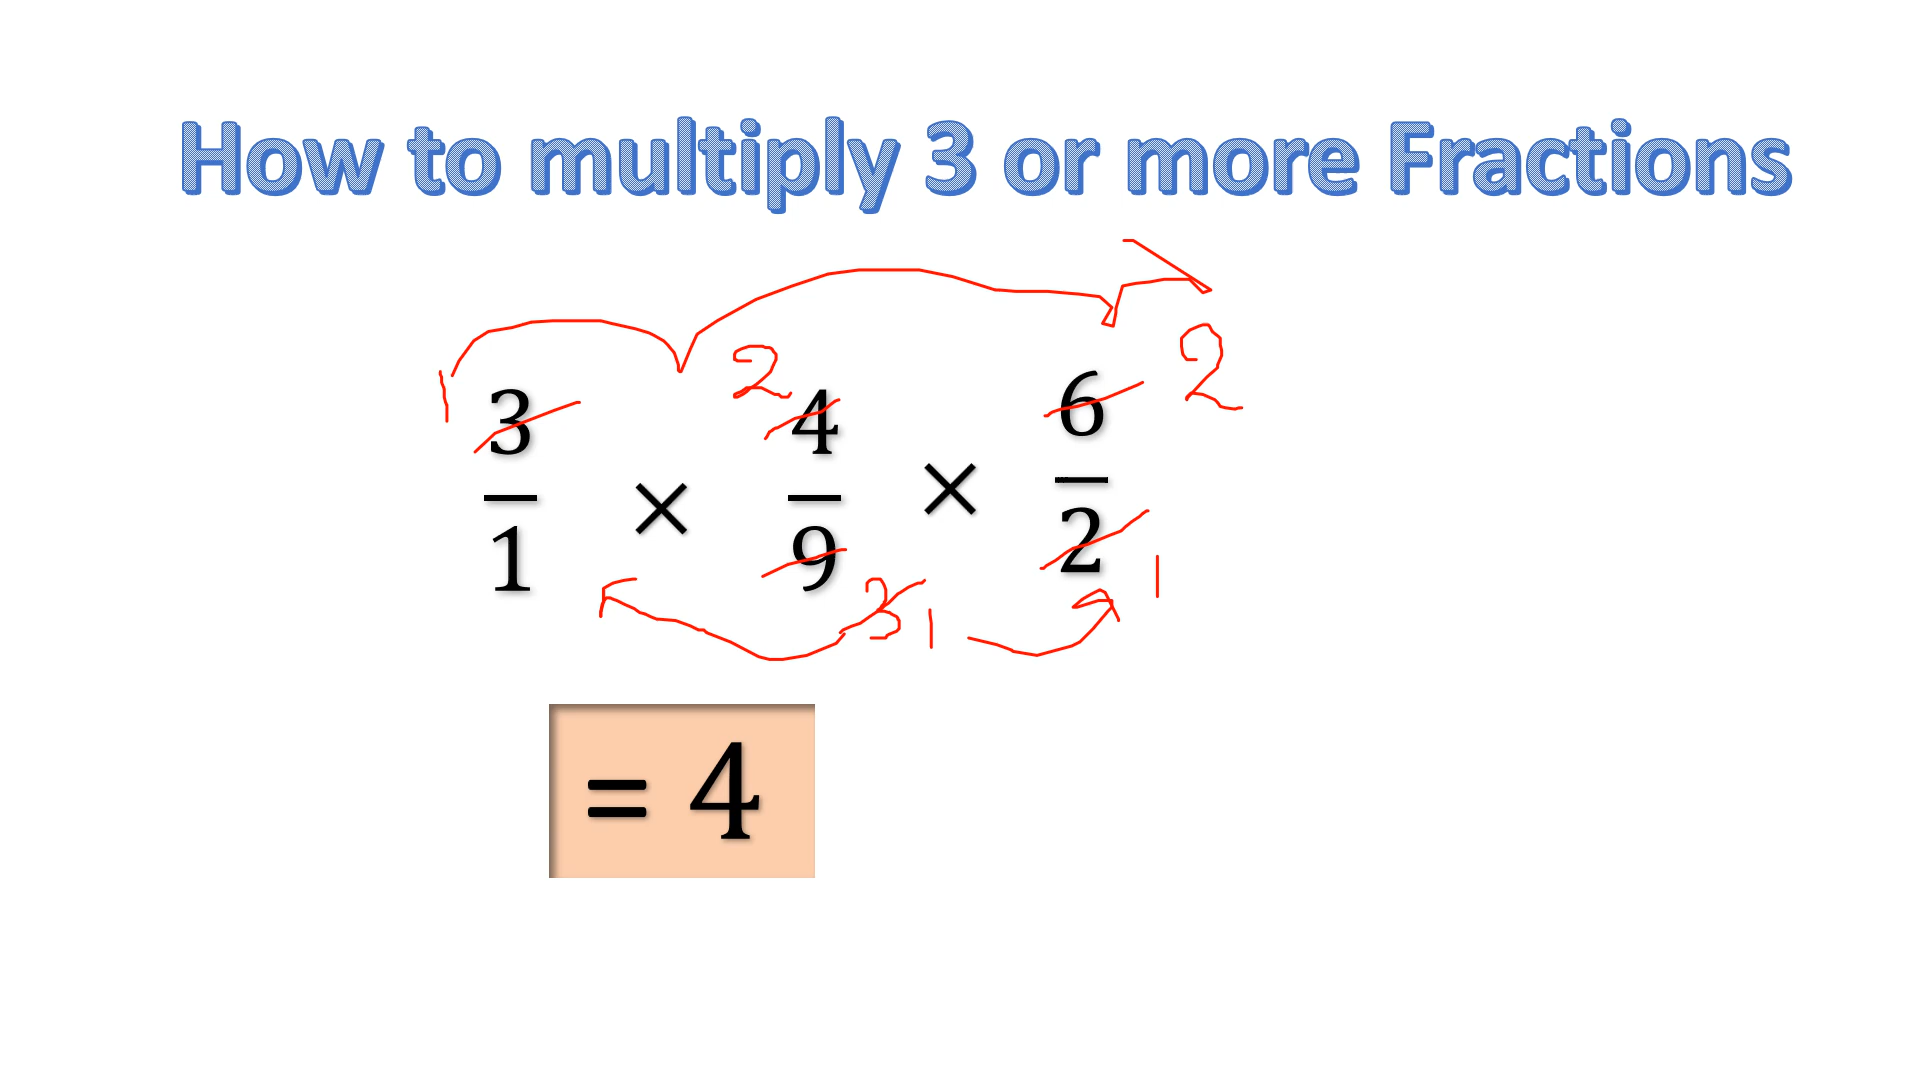 How to multiply 3 or more Fractions
1 2 2
3 4 6
× ×
1 9 2
3 1 1
= 4